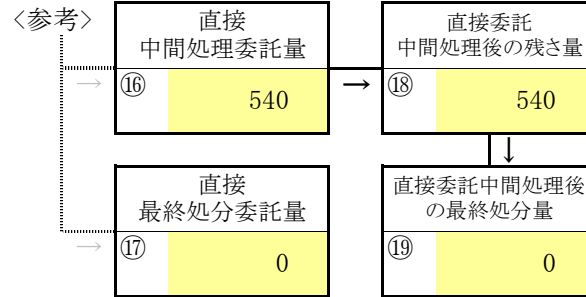 〈参考〉
直接
中間処理委託量
⑯
540
→
直接委託
中間処理後の残さ量
⑱
540
→
↓
直接
最終処分委託量
⑰
0
→
直接委託中間処理後
の最終処分量
⑲
0